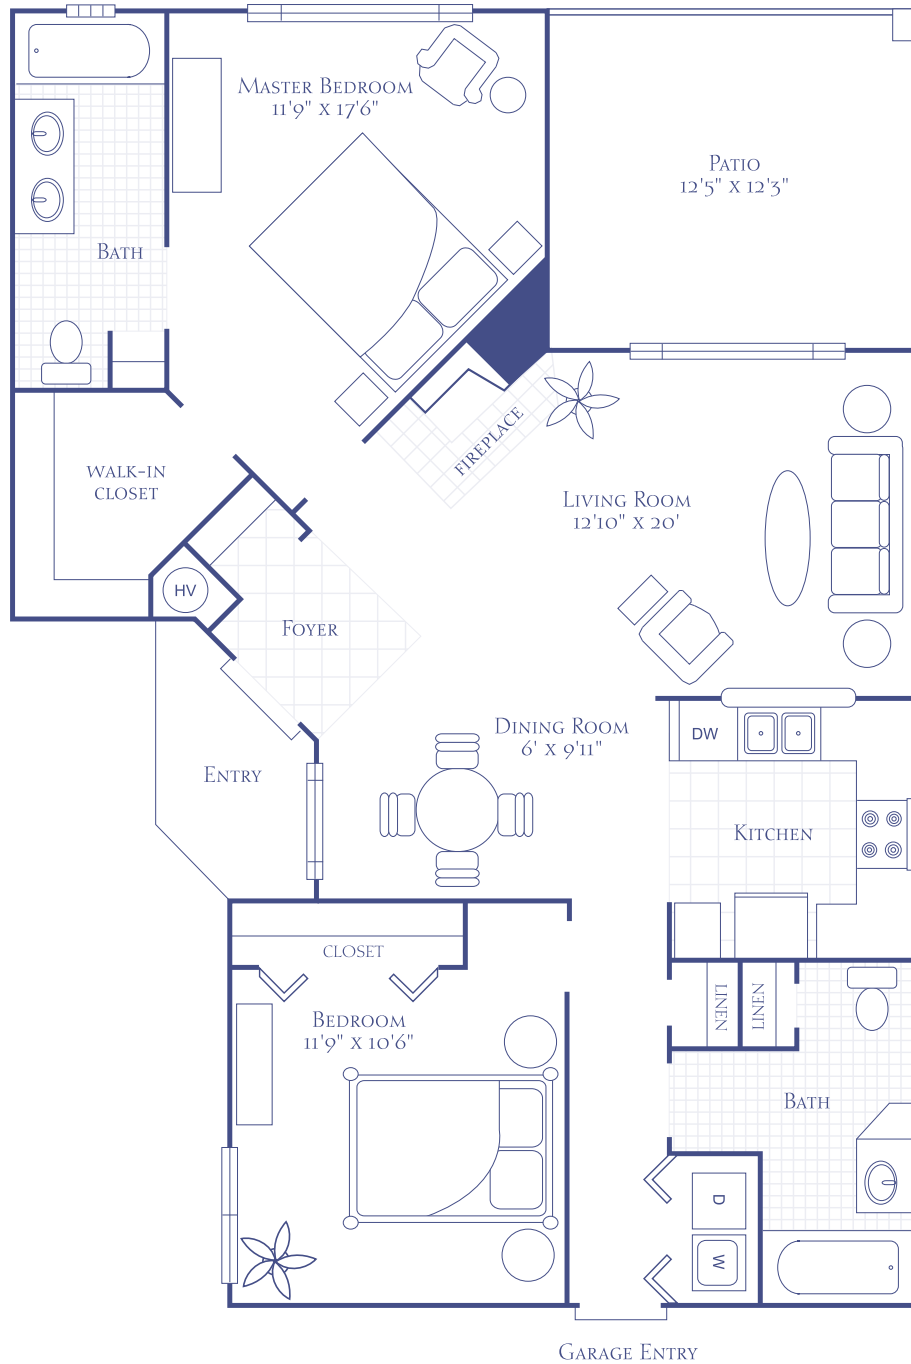 Master Bedroom
11'9" x 17'6"
Patio
12'5" x 12'3"
Bath
Fireplace
walk-in
closet
Living Room
12'10" x 20'
HV
Foyer
Dining Room
6' x 9'11"
DW
Entry
Kitchen
closet
Linen
Linen
Bedroom
11'9" x 10'6"
Bath
D
W
Garage Entry